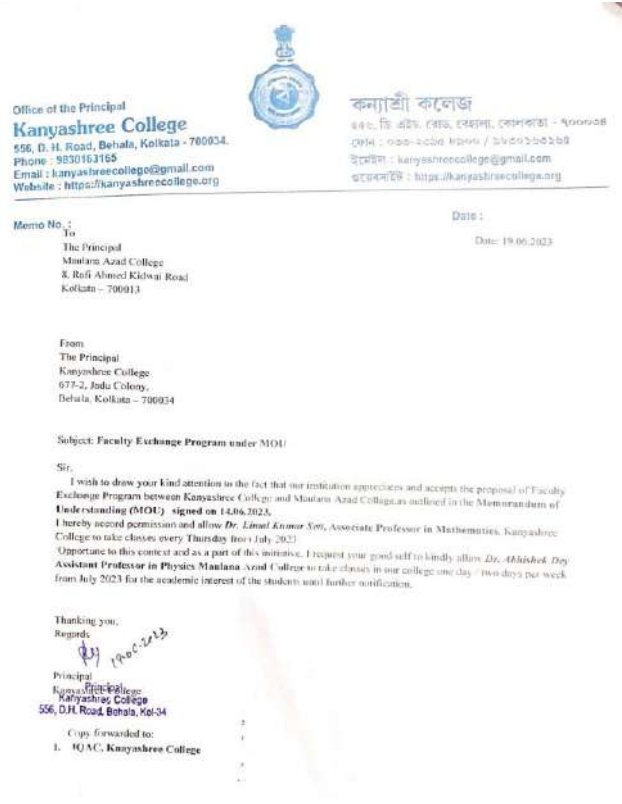 Office of the Principal
Kanyashree College
556, D. H. Road, Behala, Kolkata - 700034.
Phone : 9830163165
Email : kanyashreecollege@gmail.com
Website : https://kanyashreecollege.org
কন্যাশ্রী কলেজ
৫৫৬, ডি. এইচ. রোড, বেহালা, কোলকাতা - ৭০০০৩৪
ফোন :
ইমেইল : kanyashreecollege@gmail.com
ওয়েবসাইট : https://kanyashreecollege.org
Memo No. :
Date :
Date: 19.06.2023
To
The Principal
Maulana Azad College
8, Rafi Ahmed Kidwai Road
Kolkata – 700013
From
The Principal
Kanyashree College
677-2, Jadu Colony,
Behala, Kolkata – 700034
Subject: Faculty Exchange Program under MOU
Sir,
I wish to draw your kind attention to the fact that our institution appreciates and accepts the proposal of Faculty
Exchange Program between Kanyashree College and Maulana Azad College,as outlined in the Memorandum of
Understanding (MOU) signed on 14.06.2023.
I hereby accord permission and allow Dr. Kumar Sen, Associate Professor in Mathematics, Kanyashree
College to take classes every Thursday from July 2023
Opportune to this context and as a part of this initiative, I request your good self to kindly allow Dr. Abhishek Dey
Assistant Professor in Physics Maulana Azad College to take classes in our college one day / two days per week
from July 2023 for the academic interest of the students until further notification.
Thanking you,
Regards
Principal
Kanyashree College
Principal
Kanyashree College
556, D.H. Road, Behala, Kol-34
Copy forwarded to:
1. IQAC, Knayashree College